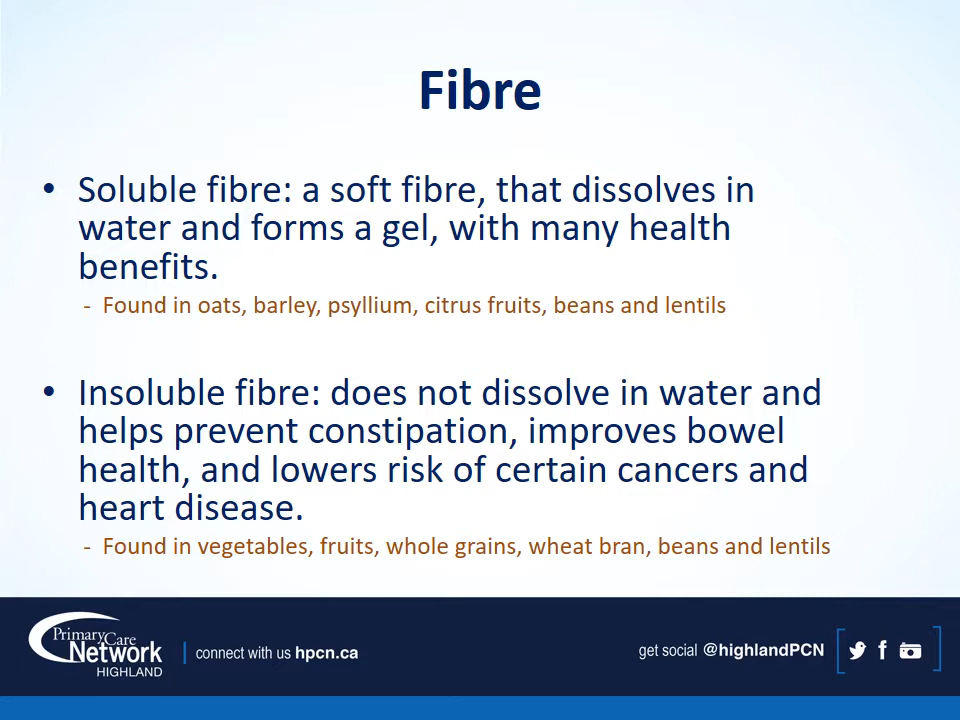 Fibre
• Soluble fibre: a soft fibre, that dissolves in
water and forms a gel, with many health
benefits.
- Found in oats, barley, psyllium, citrus fruits, beans and lentils
• Insoluble fibre: does not dissolve in water and
helps prevent constipation, improves bowel
health, and lowers risk of certain cancers and
heart disease.
- Found in vegetables, fruits, whole grains, wheat bran, beans and lentils
PrimaryCare
Network
HIGHLAND
connect with us hpcn.ca
get social @highlandPCN